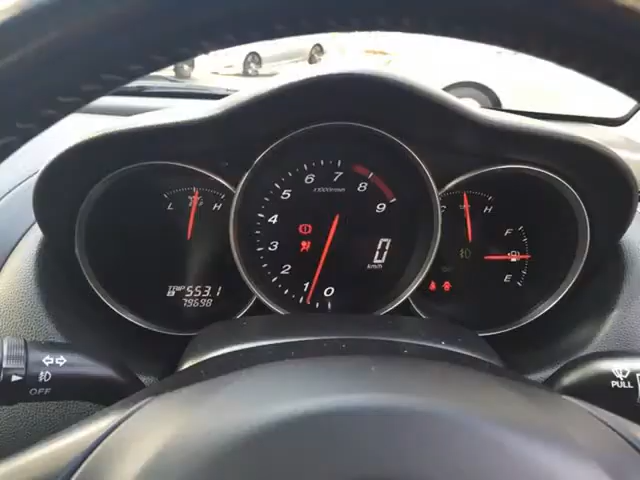 L H
TRIP
B 553.1
79698
0 1 2 3 4 5 6 7 8 9
x1000r/min
0
km/h
C H
F
E
OFF
PULL